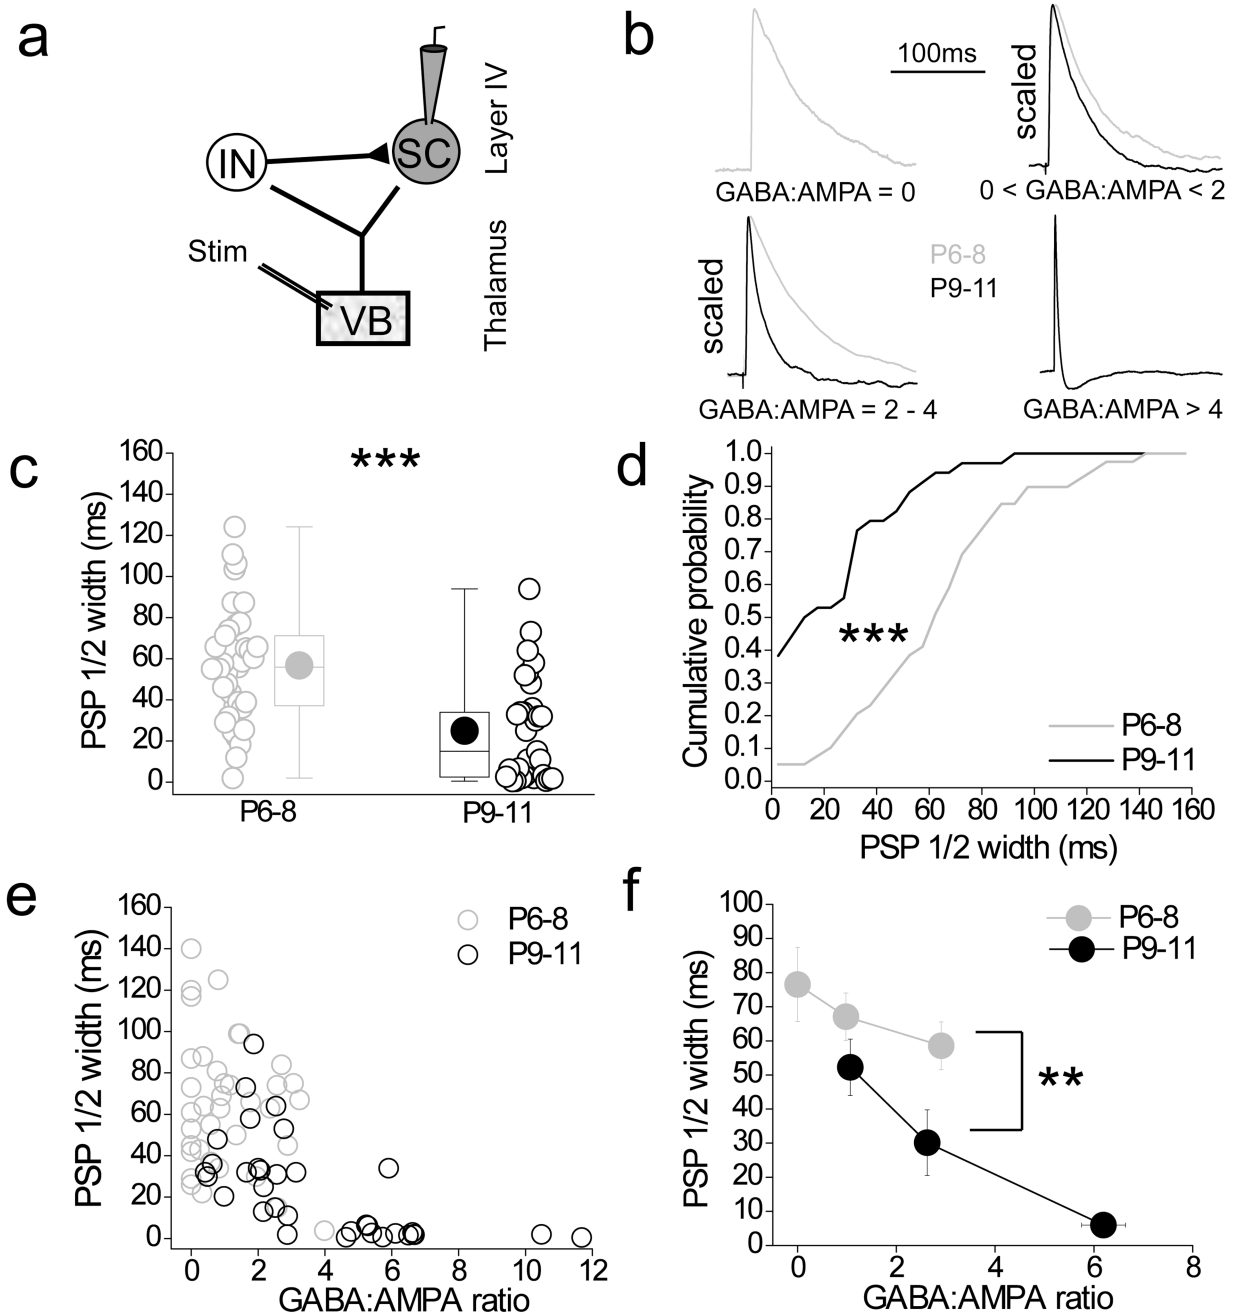 a
IN
SC
Layer IV
Stim
VB
Thalamus
b
100ms
scaled
GABA:AMPA = 0
0 < GABA:AMPA < 2
scaled
P6-8
P9-11
GABA:AMPA = 2 - 4
GABA:AMPA > 4
c
***
PSP 1/2 width (ms)
160
140
120
100
80
60
40
20
0
P6-8
P9-11
d
Cumulative probability
1.0
0.9
0.8
0.7
0.6
0.5
0.4
0.3
0.2
0.1
0.0
***
P6-8
P9-11
0 20 40 60 80 100 120 140 160
PSP 1/2 width (ms)
e
PSP 1/2 width (ms)
160
140
120
100
80
60
40
20
0
P6-8
P9-11
0 2 4 6 8 10 12
GABA:AMPA ratio
f
PSP 1/2 width (ms)
100
90
80
70
60
50
40
30
20
10
0
P6-8
P9-11
**
0 2 4 6 8
GABA:AMPA ratio